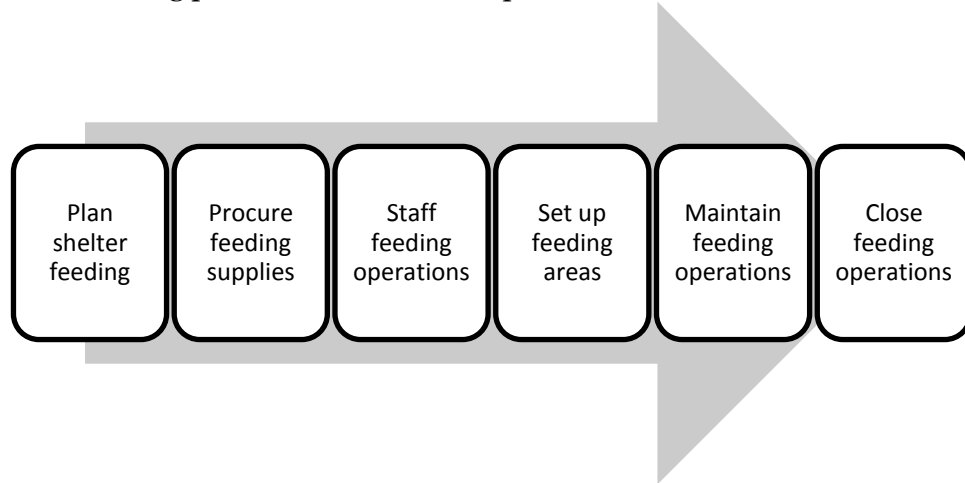 Plan
shelter
feeding
Procure
feeding
supplies
Staff
feeding
operations
Set up
feeding
areas
Maintain
feeding
operations
Close
feeding
operations